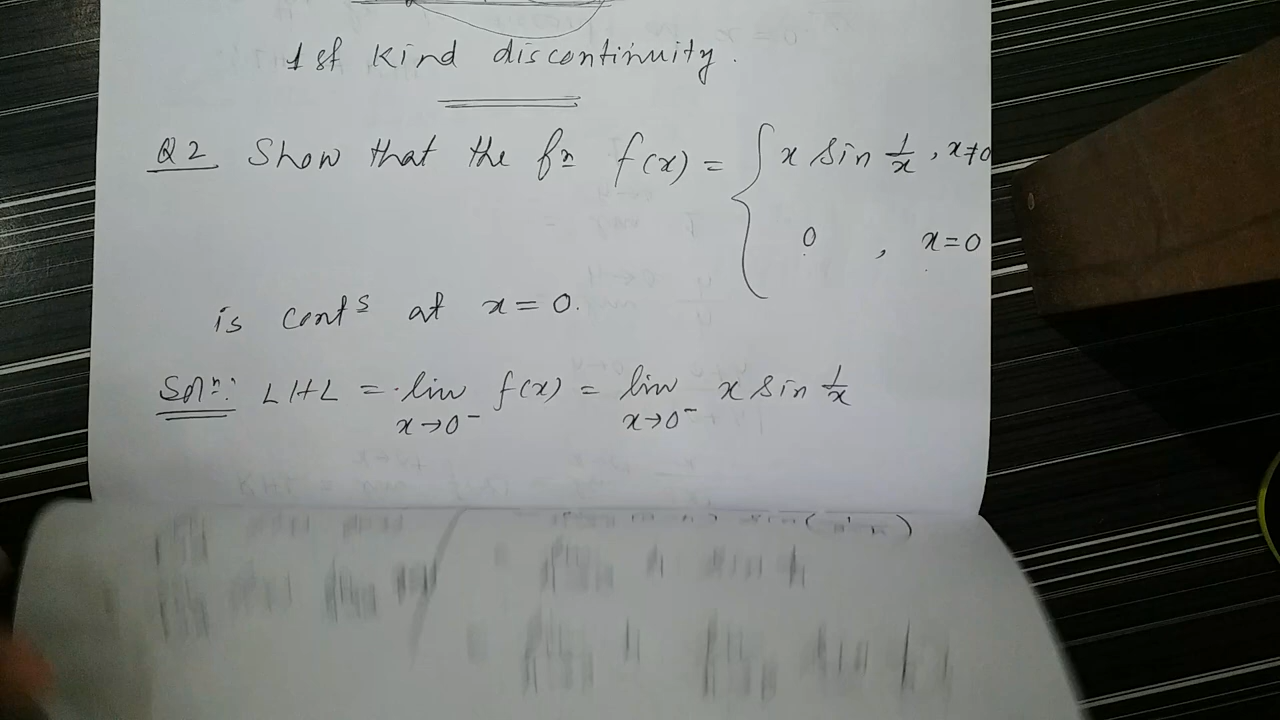 1st kind discontinuity.
Q2 Show that the fn f(x) = { x sin 1/x , x≠0
0 , x=0
is conts at x=0.
Soln: LHL = lim x→0⁻ f(x) = lim x→0⁻ x sin 1/x